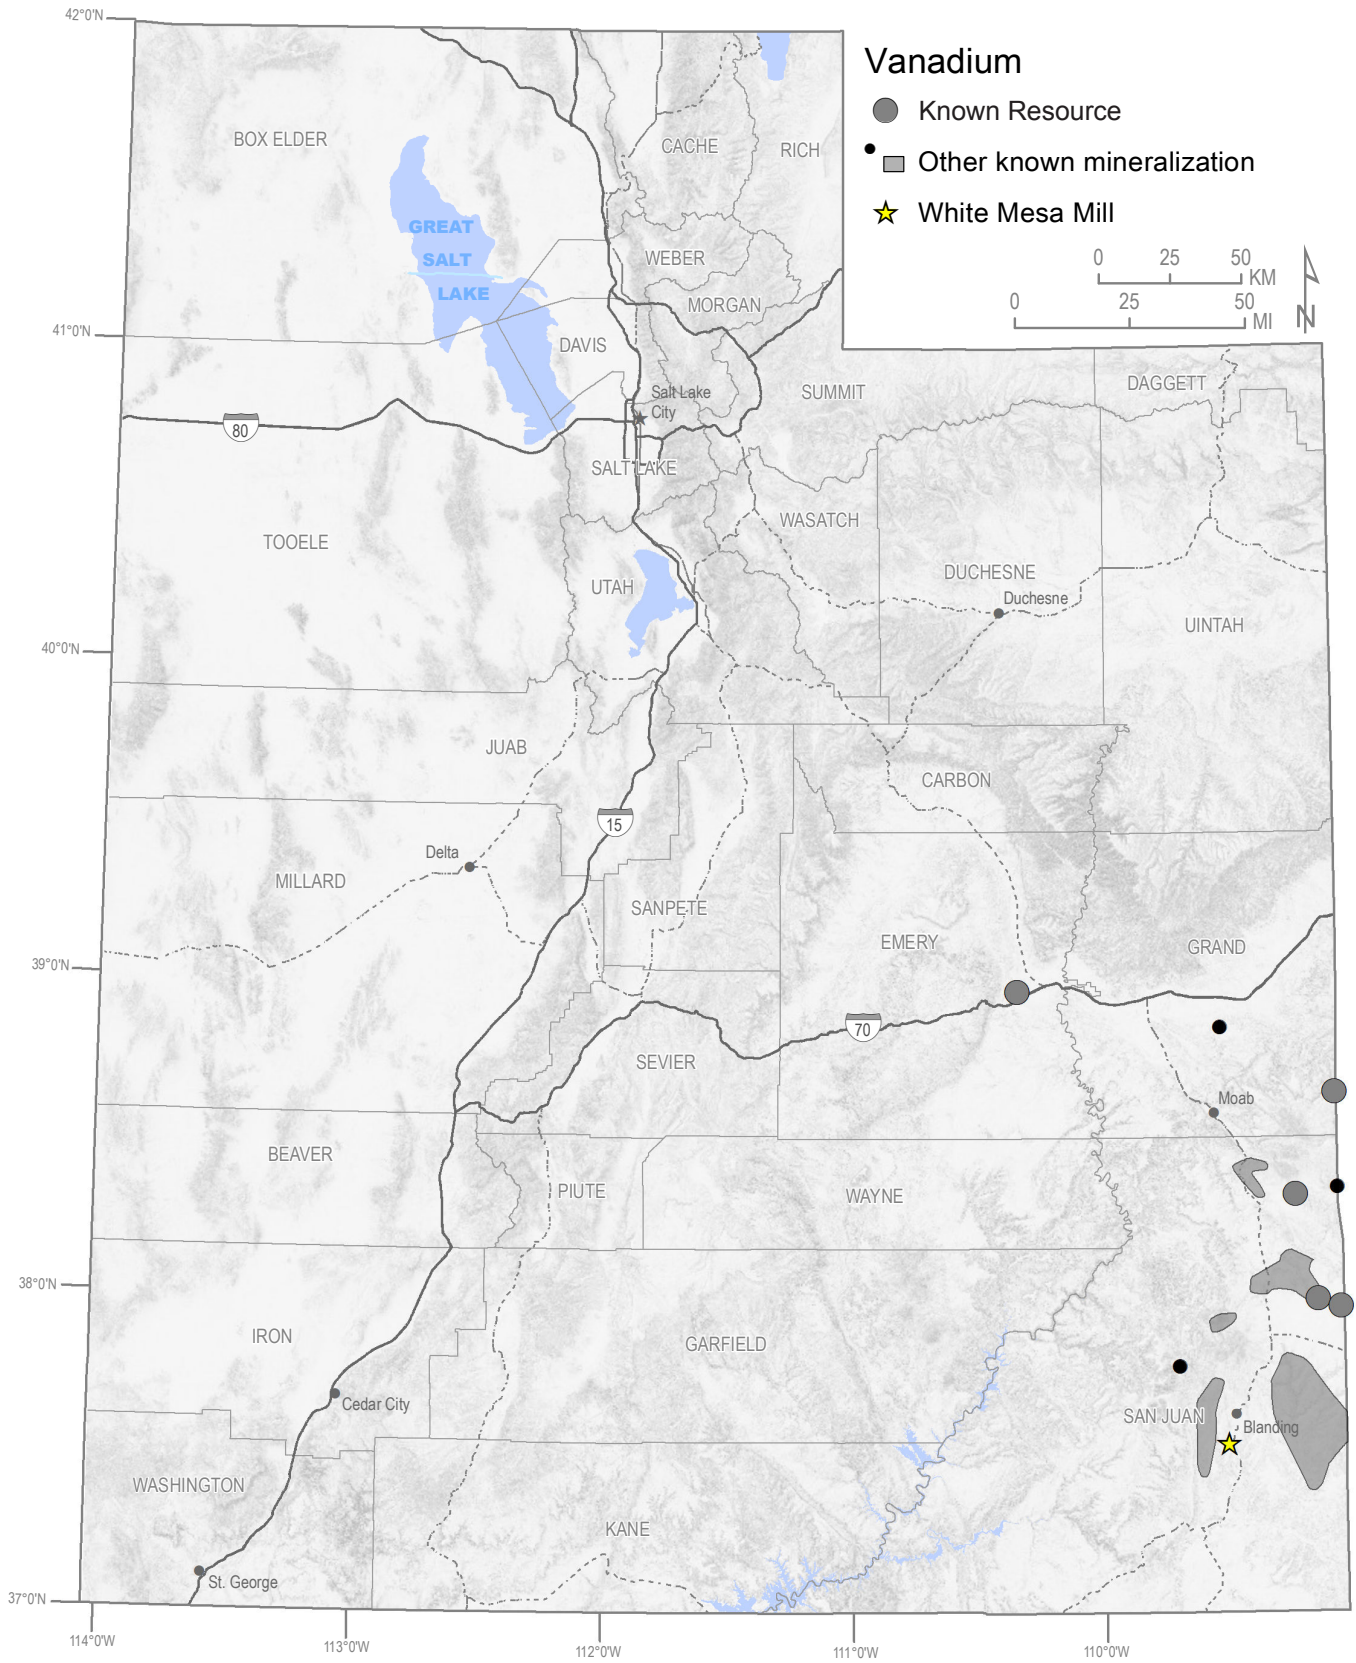 42°0'N
Vanadium
Known Resource
Other known mineralization
White Mesa Mill
0 25 50
KM
0 25 50
MI
N
BOX ELDER
CACHE
RICH
GREAT
SALT
LAKE
WEBER
MORGAN
41°0'N
DAVIS
Salt Lake
City
SUMMIT
DAGGETT
80
SALT LAKE
WASATCH
TOOELE
UTAH
DUCHESNE
Duchesne
UINTAH
40°0'N
JUAB
CARBON
15
Delta
MILLARD
SANPETE
EMERY
GRAND
39°0'N
70
SEVIER
Moab
BEAVER
PIUTE
WAYNE
38°0'N
IRON
GARFIELD
Cedar City
SAN JUAN
Blanding
WASHINGTON
KANE
St. George
37°0'N
114°0'W
113°0'W
112°0'W
111°0'W
110°0'W